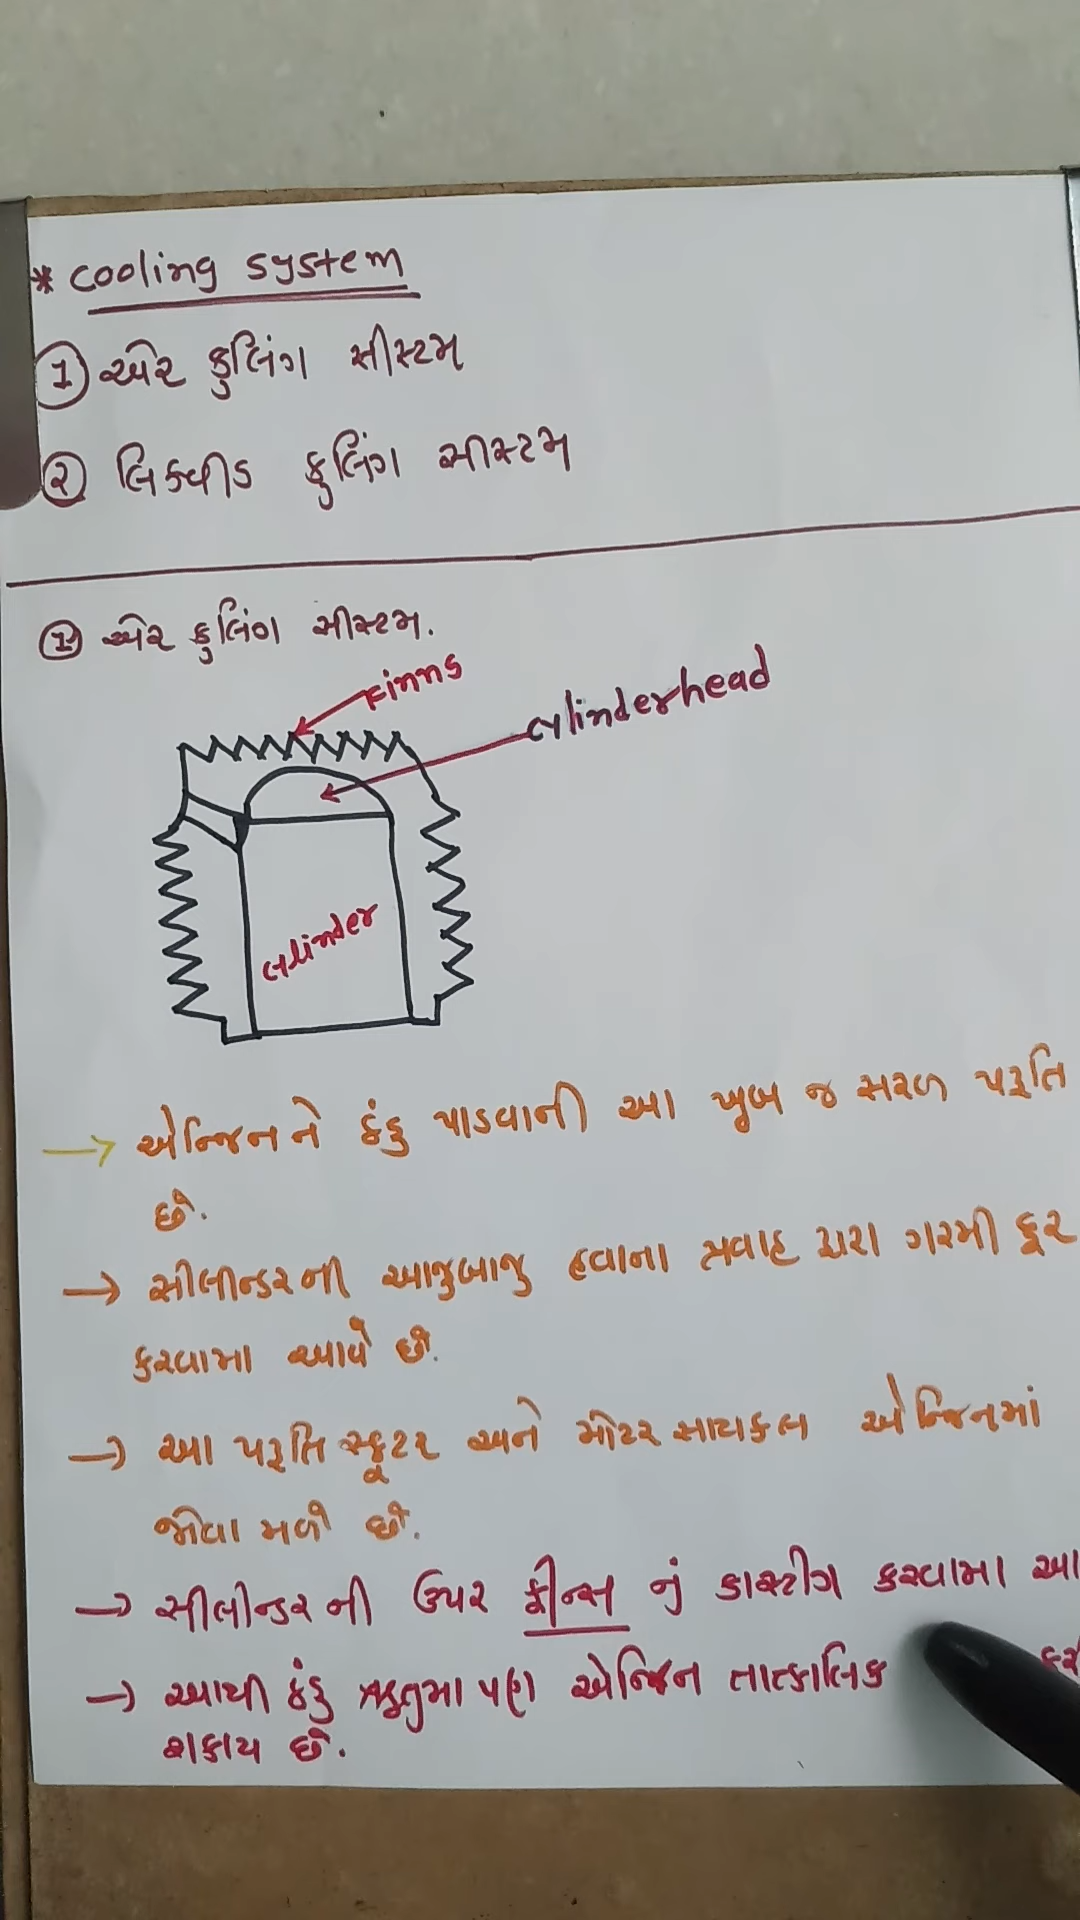 * cooling system
1 એર કુલિંગ સીસ્ટમ
૨ લિક્વીડ કુલિંગ સીસ્ટમ
1 એર કુલિંગ સીસ્ટમ.
Finns
cylinderhead
cylinder
→ એન્જિનને ઠંડુ પાડવાની આ ખૂબ જ સરળ પદ્ધતિ
છે.
→ સીલીન્ડરની આજુબાજુ હવાના પ્રવાહ દ્વારા ગરમી દૂર
કરવામા આવે છે.
→ આ પદ્ધતિ સ્કૂટર અને મોટર સાયકલ એન્જિનમાં
જોવા મળે છે.
→ સીલીન્ડરની ઉપર ફીન્સ નું કાસ્ટીગ કરવામા આ
→ આથી ઠંડુ ઋતુમા પણ એન્જિન તાત્કાલિક
શકાય છે.